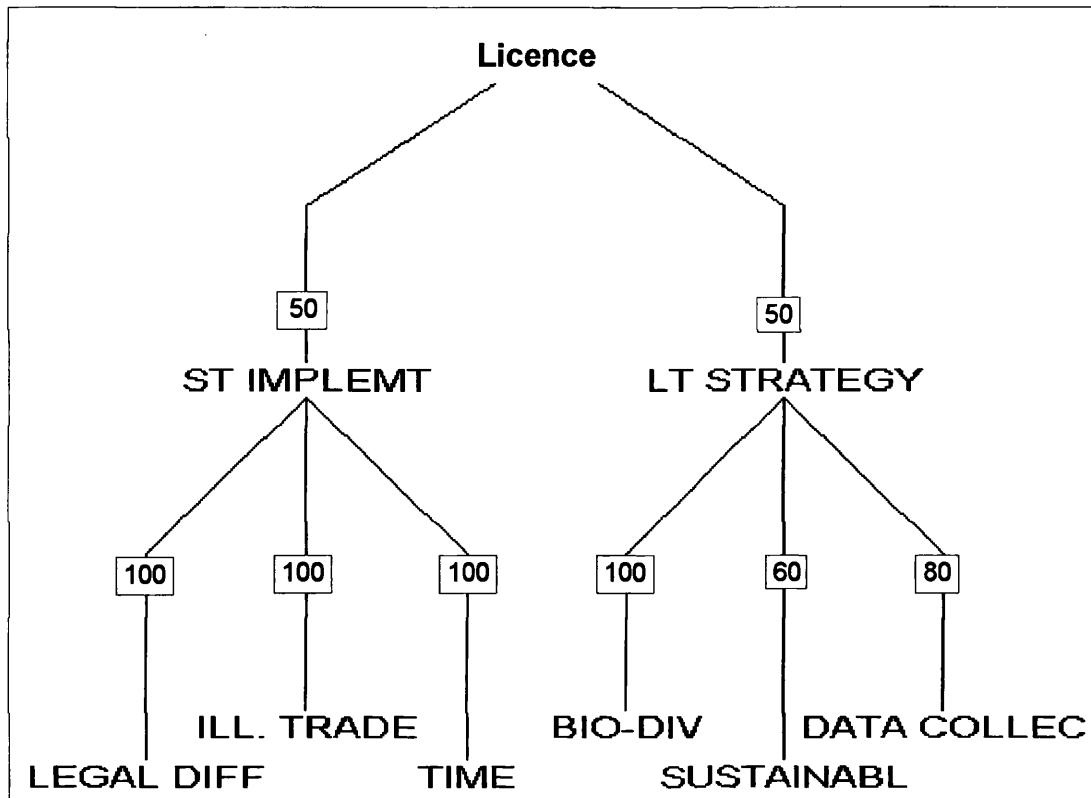 Licence
50 50
ST IMPLEMT LT STRATEGY
100 100 100 100 60 80
ILL. TRADE BIO-DIV DATA COLLEC
LEGAL DIFF TIME SUSTAINABL